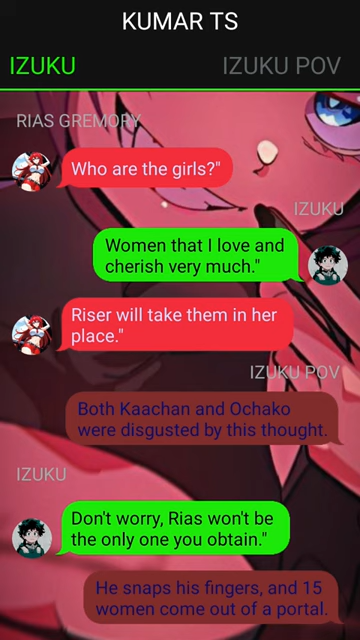 KUMAR TS
IZUKU
IZUKU POV
RIAS GREMORY
Who are the girls?"
IZUKU
Women that I love and
cherish very much."
Riser will take them in her
place."
IZUKU POV
Both Kaachan and Ochako
were disgusted by this thought.
IZUKU
Don't worry, Rias won't be
the only one you obtain."
He snaps his fingers, and 15
women come out of a portal.